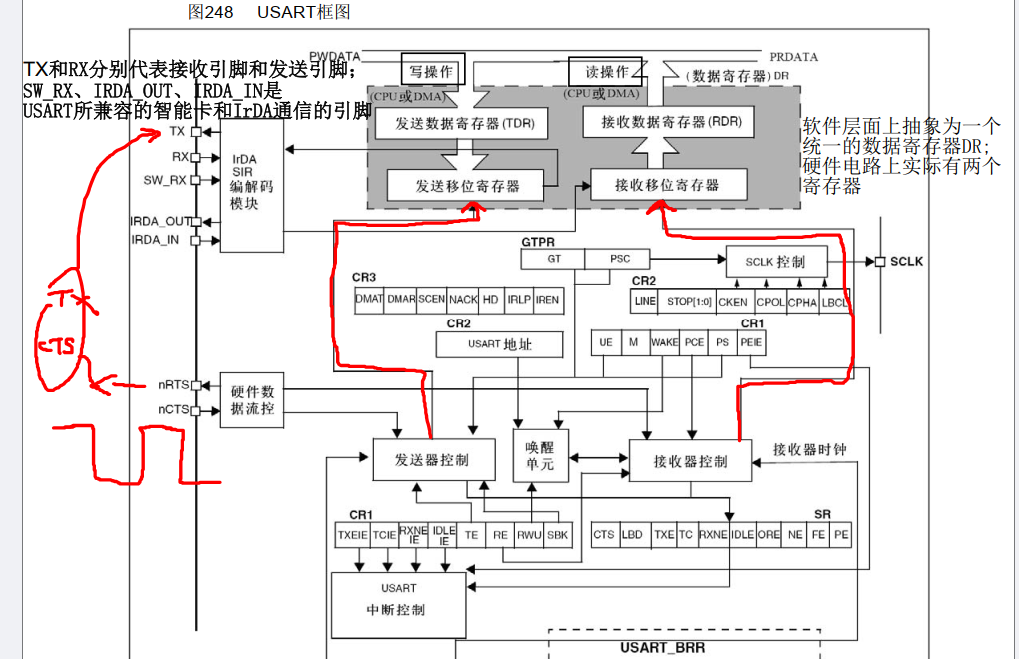 图248 USART框图
PWDATA
PRDATA
写操作
读操作
(数据寄存器) DR
TX和RX分别代表接收引脚和发送引脚；
SW_RX、IRDA_OUT、IRDA_IN是
USART所兼容的智能卡和IrDA通信的引脚
(CPU或DMA)
(CPU或DMA)
发送数据寄存器(TDR)
接收数据寄存器(RDR)
软件层面上抽象为一个
统一的数据寄存器DR;
硬件电路上实际有两个
寄存器
TX
RX
SW_RX
IRDA_OUT
IRDA_IN
IrDA
SIR
编解码
模块
发送移位寄存器
接收移位寄存器
GTPR
GT PSC
SCLK 控制
SCLK
CR3
DMAT DMAR SCEN NACK HD IRLP IREN
CR2
LINE STOP[1:0] CKEN CPOL CPHA LBCL
CR2
USART 地址
CR1
UE M WAKE PCE PS PEIE
Tx
CTS
nRTS
nCTS
硬件数
据流控
发送器控制
唤醒
单元
接收器控制
接收器时钟
CR1
TXEIE TCIE RXNE IE IDLE IE TE RE RWU SBK
SR
CTS LBD TXE TC RXNE IDLE ORE NE FE PE
USART
中断控制
USART_BRR